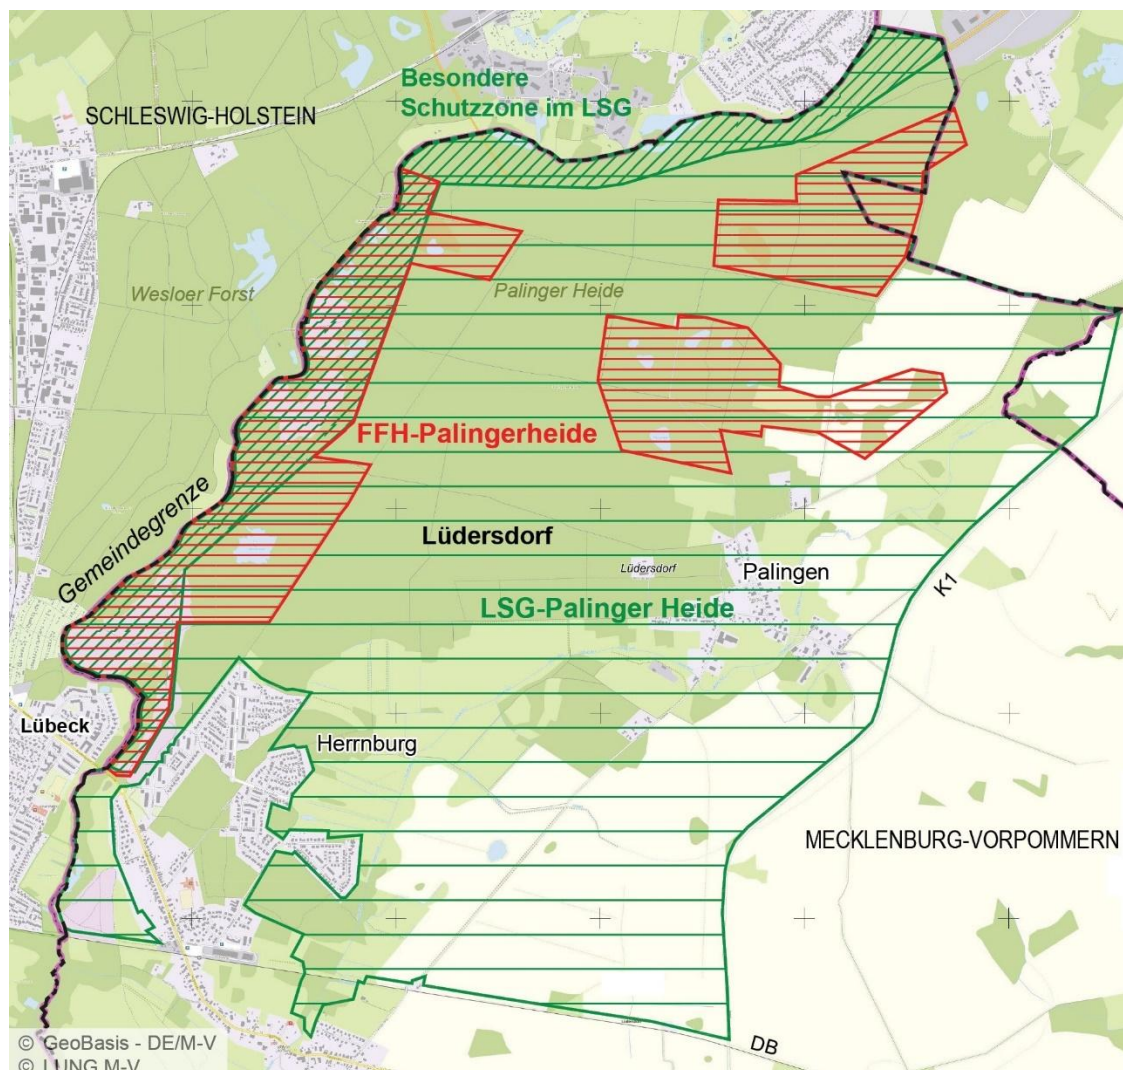 Besondere
Schutzzone im LSG
SCHLESWIG-HOLSTEIN
Wesloer Forst
Palinger Heide
FFH-Palingerheide
Gemeindegrenze
Lüdersdorf
Lüdersdorf
Palingen
K1
LSG-Palinger Heide
Lübeck
Herrnburg
MECKLENBURG-VORPOMMERN
DB
© GeoBasis - DE/M-V
© LUNG M-V